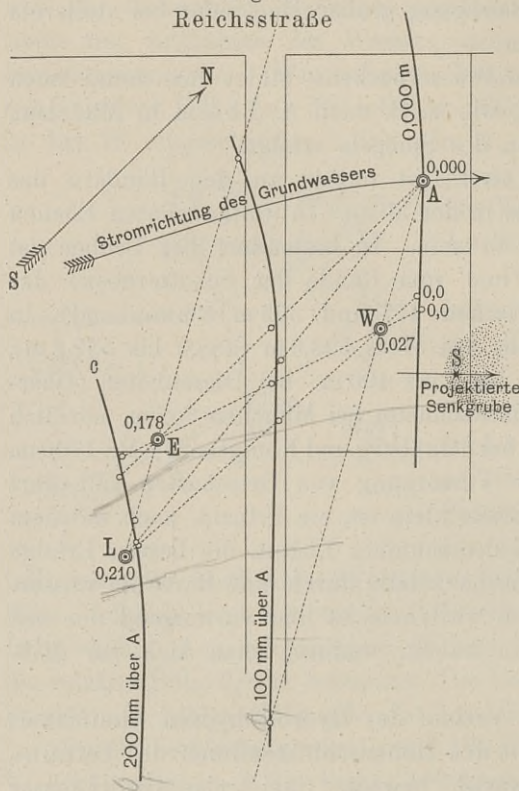 Reichsstraße
N
0,000 m
0,000
A
Stromrichtung des Grundwassers
S
0,0
0,0
W
0,027
S
Projektierte
Senkgrube
C
0,178
E
L
0,210
200 mm über A
100 mm über A